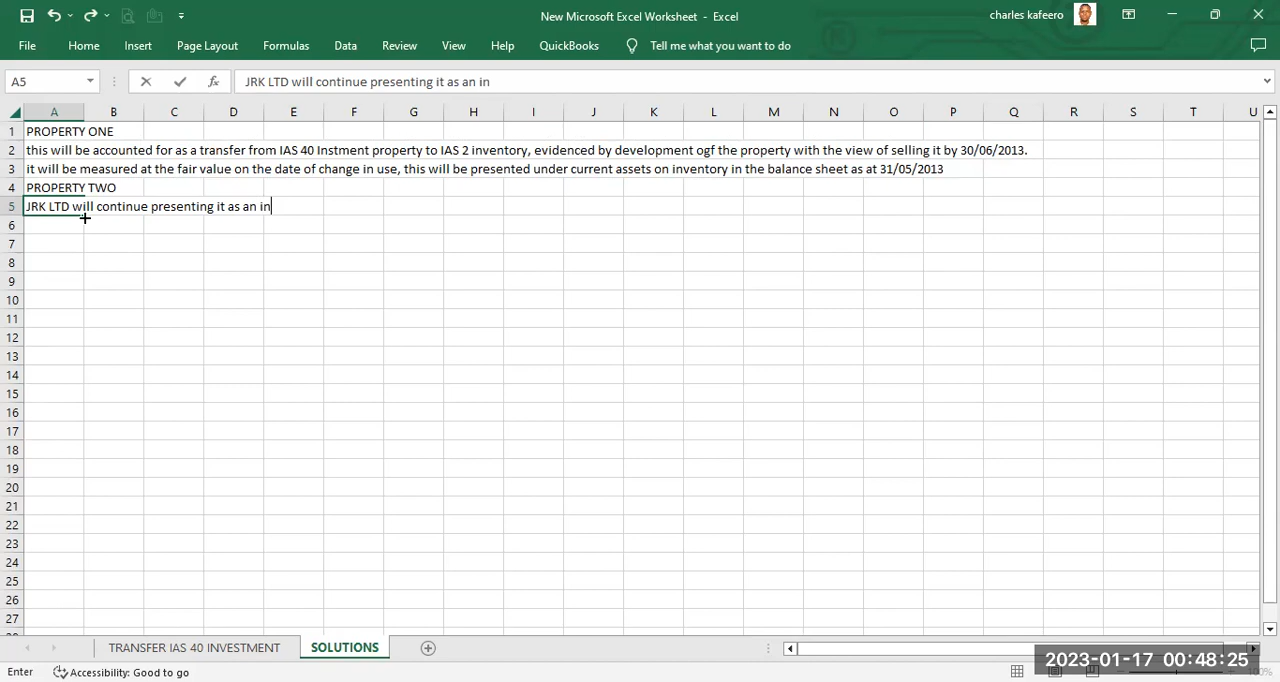 New Microsoft Excel Worksheet - Excel
charles kafeero
File Home Insert Page Layout Formulas Data Review View Help QuickBooks Tell me what you want to do
A5 fx JRK LTD will continue presenting it as an in
A B C D E F G H I J K L M N O P Q R S T U
1 PROPERTY ONE
2 this will be accounted for as a transfer from IAS 40 Instment property to IAS 2 inventory, evidenced by development ogf the property with the view of selling it by 30/06/2013.
3 it will be measured at the fair value on the date of change in use, this will be presented under current assets on inventory in the balance sheet as at 31/05/2013
4 PROPERTY TWO
5 JRK LTD will continue presenting it as an in
6
7
8
9
10
11
12
13
14
15
16
17
18
19
20
21
22
23
24
25
26
27
TRANSFER IAS 40 INVESTMENT SOLUTIONS
Enter Accessibility: Good to go
2023-01-17 00:48:25